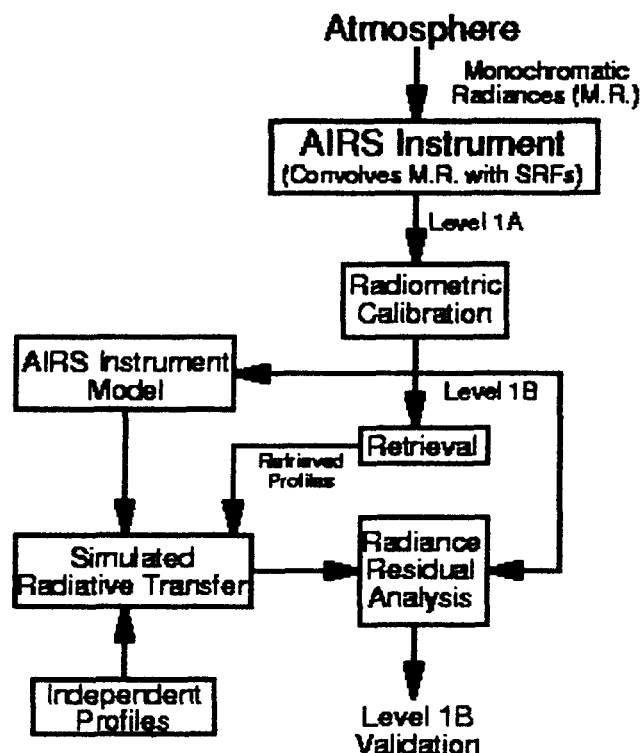 Atmosphere
Monochromatic
Radiances (M.R.)
AIRS Instrument
(Convolves M.R. with SRFs)
Level 1A
Radiometric
Calibration
AIRS Instrument
Model
Level 1B
Retrieval
Retrieved
Profiles
Simulated
Radiative Transfer
Radiance
Residual
Analysis
Independent
Profiles
Level 1B
Validation